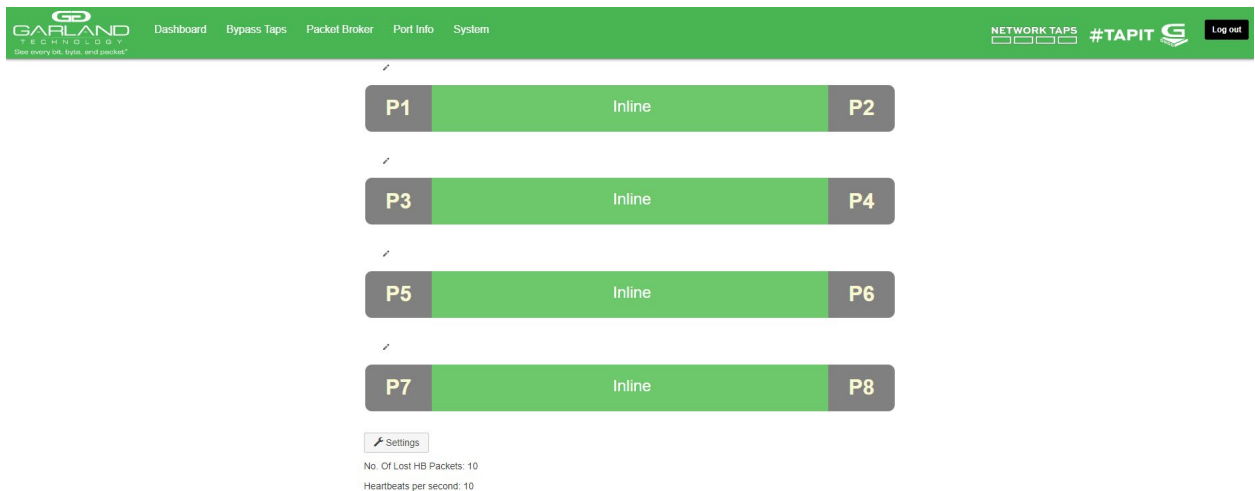 GARLAND
TECHNOLOGY
See every bit, byte, and packet®
Dashboard Bypass Taps Packet Broker Port Info System
NETWORK TAPS #TAPIT Log out
P1 Inline P2
P3 Inline P4
P5 Inline P6
P7 Inline P8
Settings
No. Of Lost HB Packets: 10
Heartbeats per second: 10